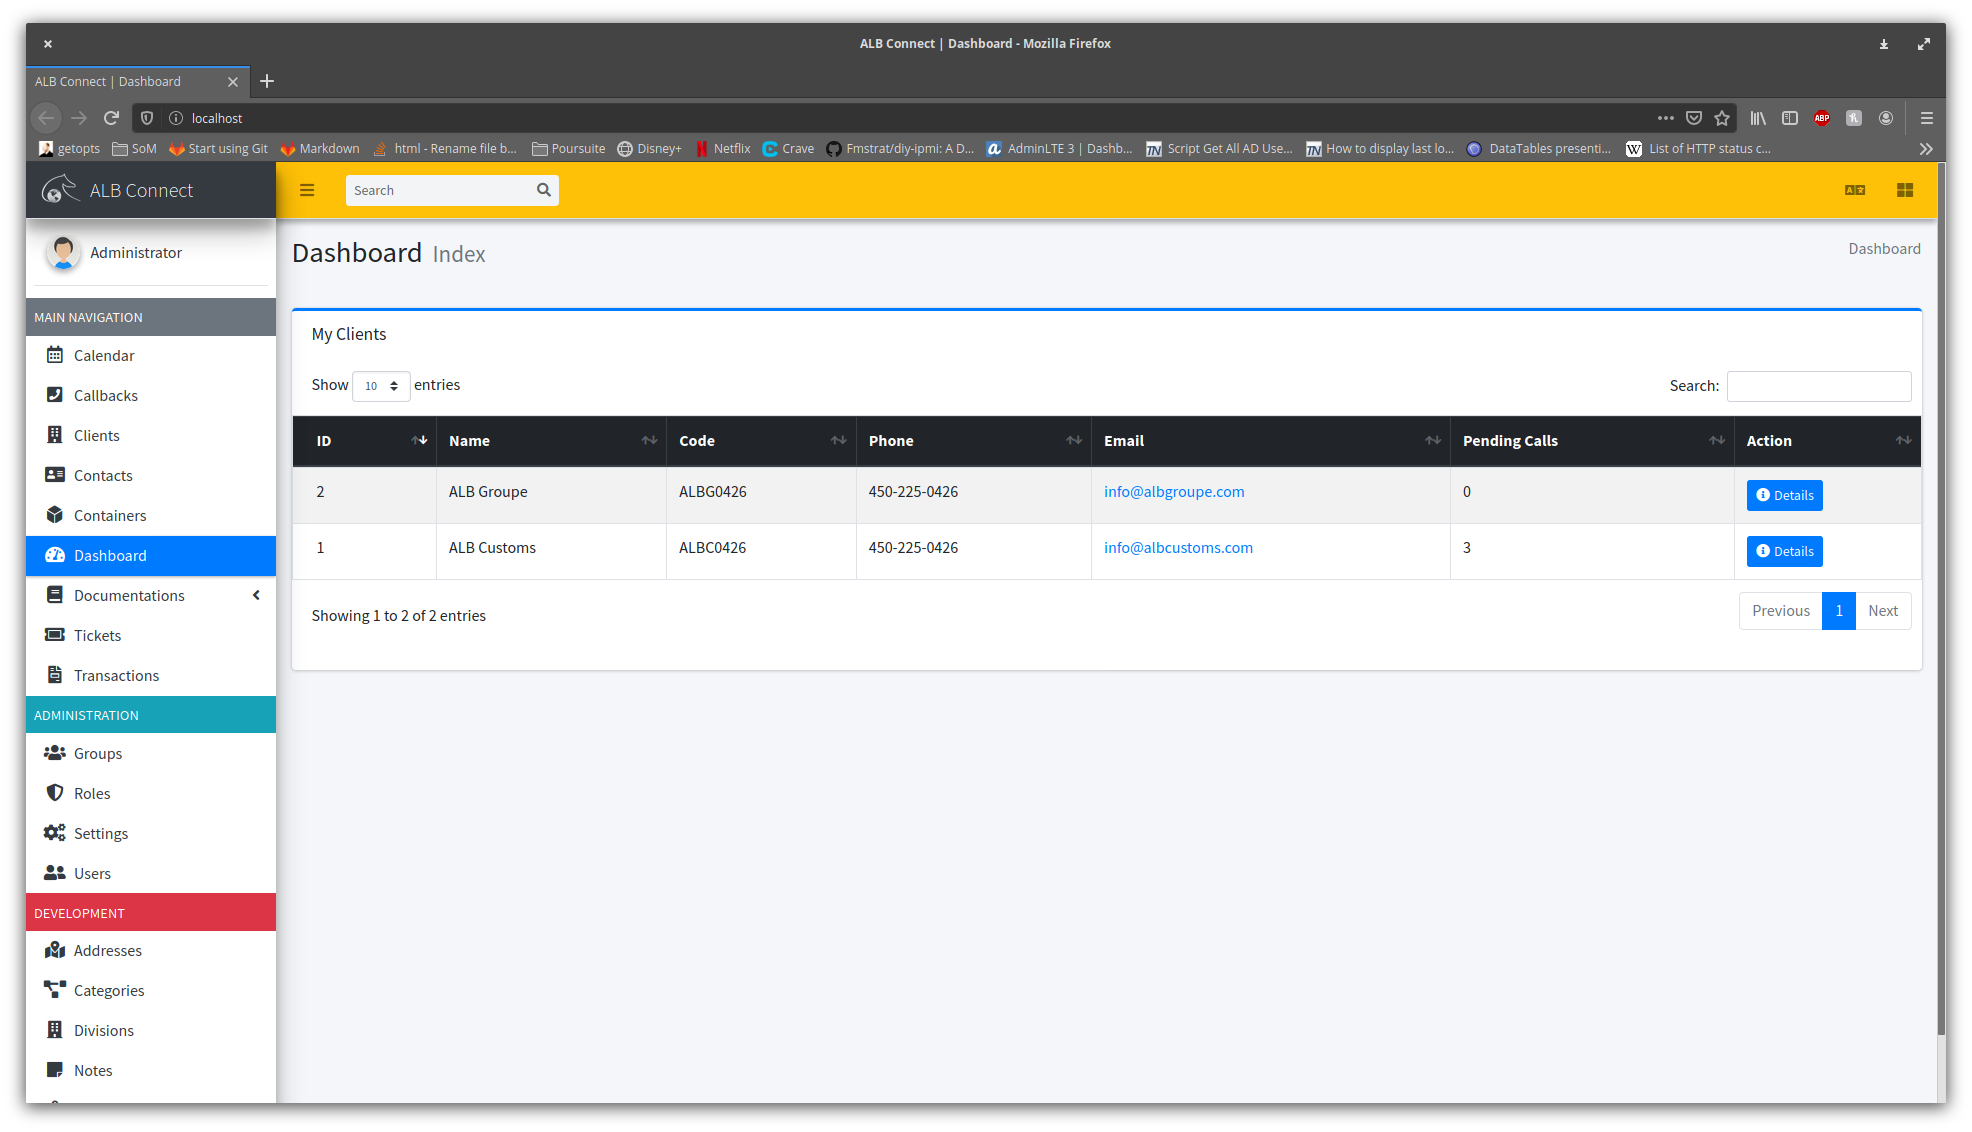 ALB Connect | Dashboard - Mozilla Firefox
ALB Connect | Dashboard
localhost
ABP
getopts SoM Start using Git Markdown html - Rename file b... Poursuite Disney+ Netflix Crave Fmstrat/diy-ipmi: A D... AdminLTE 3 | Dashb... Script Get All AD Use... How to display last lo... DataTables presenti... List of HTTP status c...
ALB Connect
Search
Administrator
Dashboard Index
Dashboard
MAIN NAVIGATION
Calendar
Callbacks
Clients
Contacts
Containers
Dashboard
Documentations
Tickets
Transactions
ADMINISTRATION
Groups
Roles
Settings
Users
DEVELOPMENT
Addresses
Categories
Divisions
Notes
My Clients
Show 10 entries
Search:
ID Name Code Phone Email Pending Calls Action
2 ALB Groupe ALBG0426 450-225-0426 info@albgroupe.com 0 Details
1 ALB Customs ALBC0426 450-225-0426 info@albcustoms.com 3 Details
Showing 1 to 2 of 2 entries
Previous 1 Next